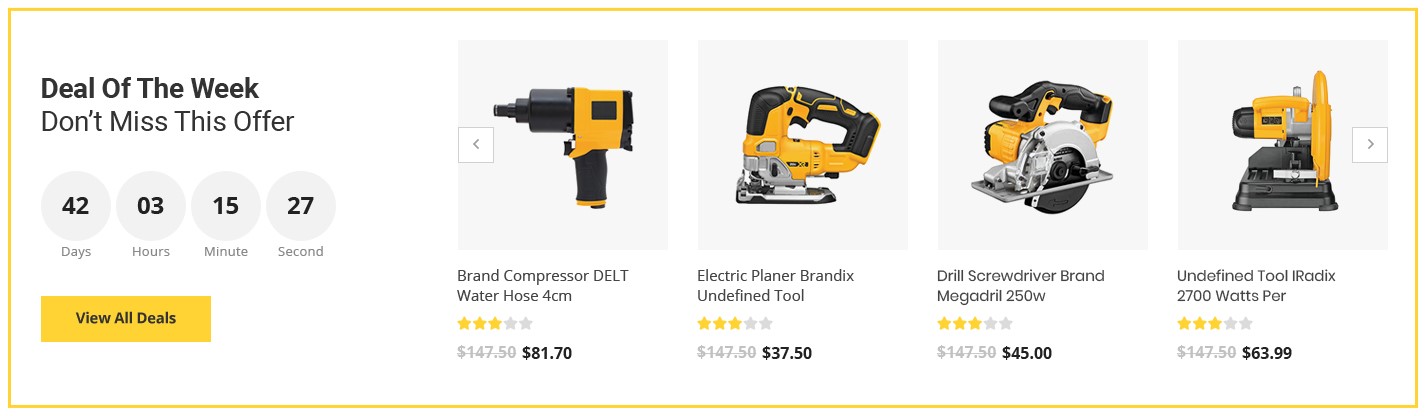 Deal Of The Week
Don’t Miss This Offer
42 03 15 27
Days Hours Minute Second
View All Deals
Brand Compressor DELT
Water Hose 4cm
$147.50 $81.70
Electric Planer Brandix
Undefined Tool
$147.50 $37.50
Drill Screwdriver Brand
Megadril 250w
$147.50 $45.00
Undefined Tool IRadix
2700 Watts Per
$147.50 $63.99